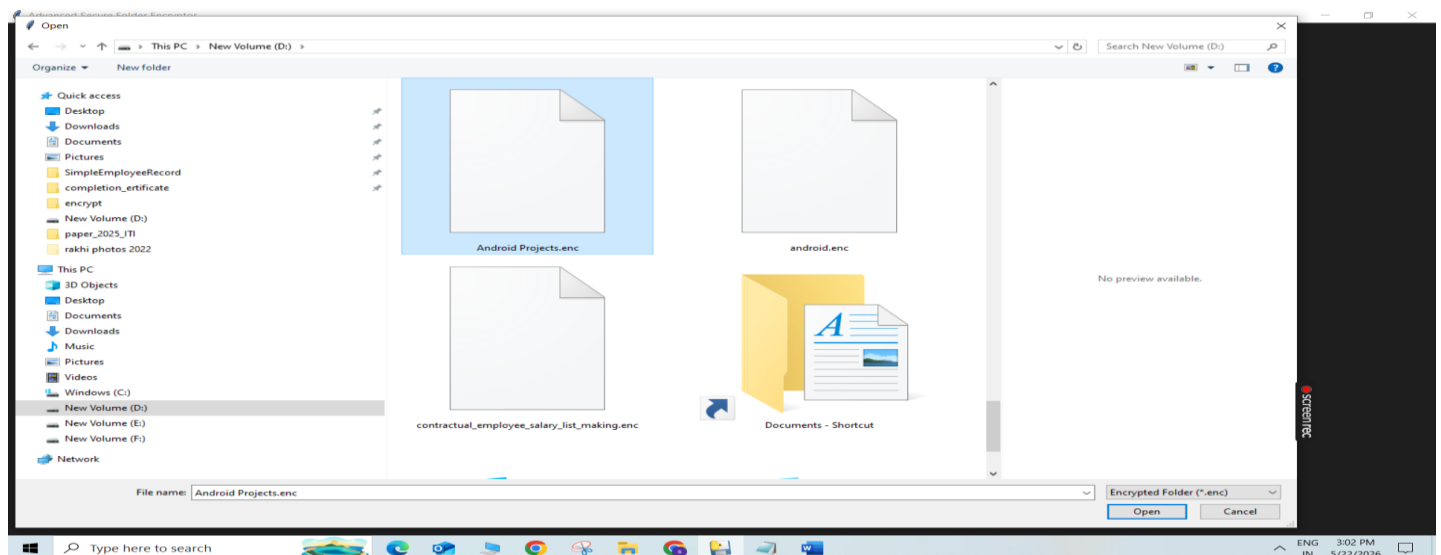 Advanced Secure Folder Encryptor
Open
This PC > New Volume (D:) >
Search New Volume (D:)
Organize
New folder
Quick access
Desktop
Downloads
Documents
Pictures
SimpleEmployeeRecord
completion_ertificate
encrypt
New Volume (D:)
paper_2025_ITI
rakhi photos 2022
This PC
3D Objects
Desktop
Documents
Downloads
Music
Pictures
Videos
Windows (C:)
New Volume (D:)
New Volume (E:)
New Volume (F:)
Network
Android Projects.enc
android.enc
contractual_employee_salary_list_making.enc
Documents - Shortcut
No preview available.
screenrec
File name: Android Projects.enc
Encrypted Folder (*.enc)
Open
Cancel
Type here to search
ENG
IN
3:02 PM
5/22/2026